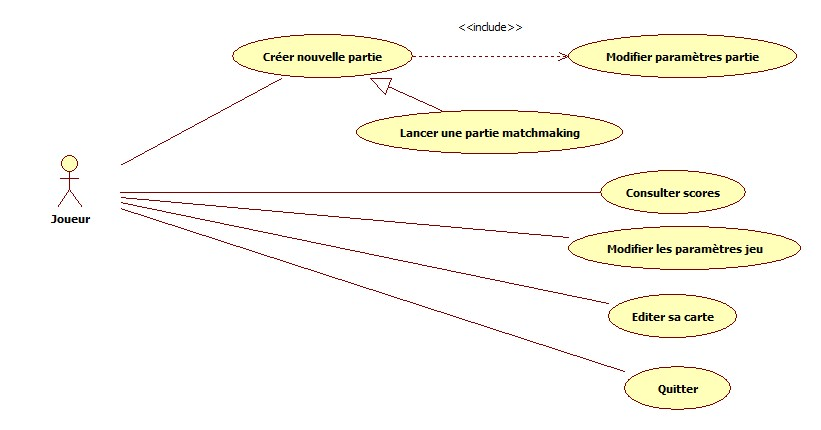 <<include>>
Créer nouvelle partie
Modifier paramètres partie
Lancer une partie matchmaking
Joueur
Consulter scores
Modifier les paramètres jeu
Editer sa carte
Quitter